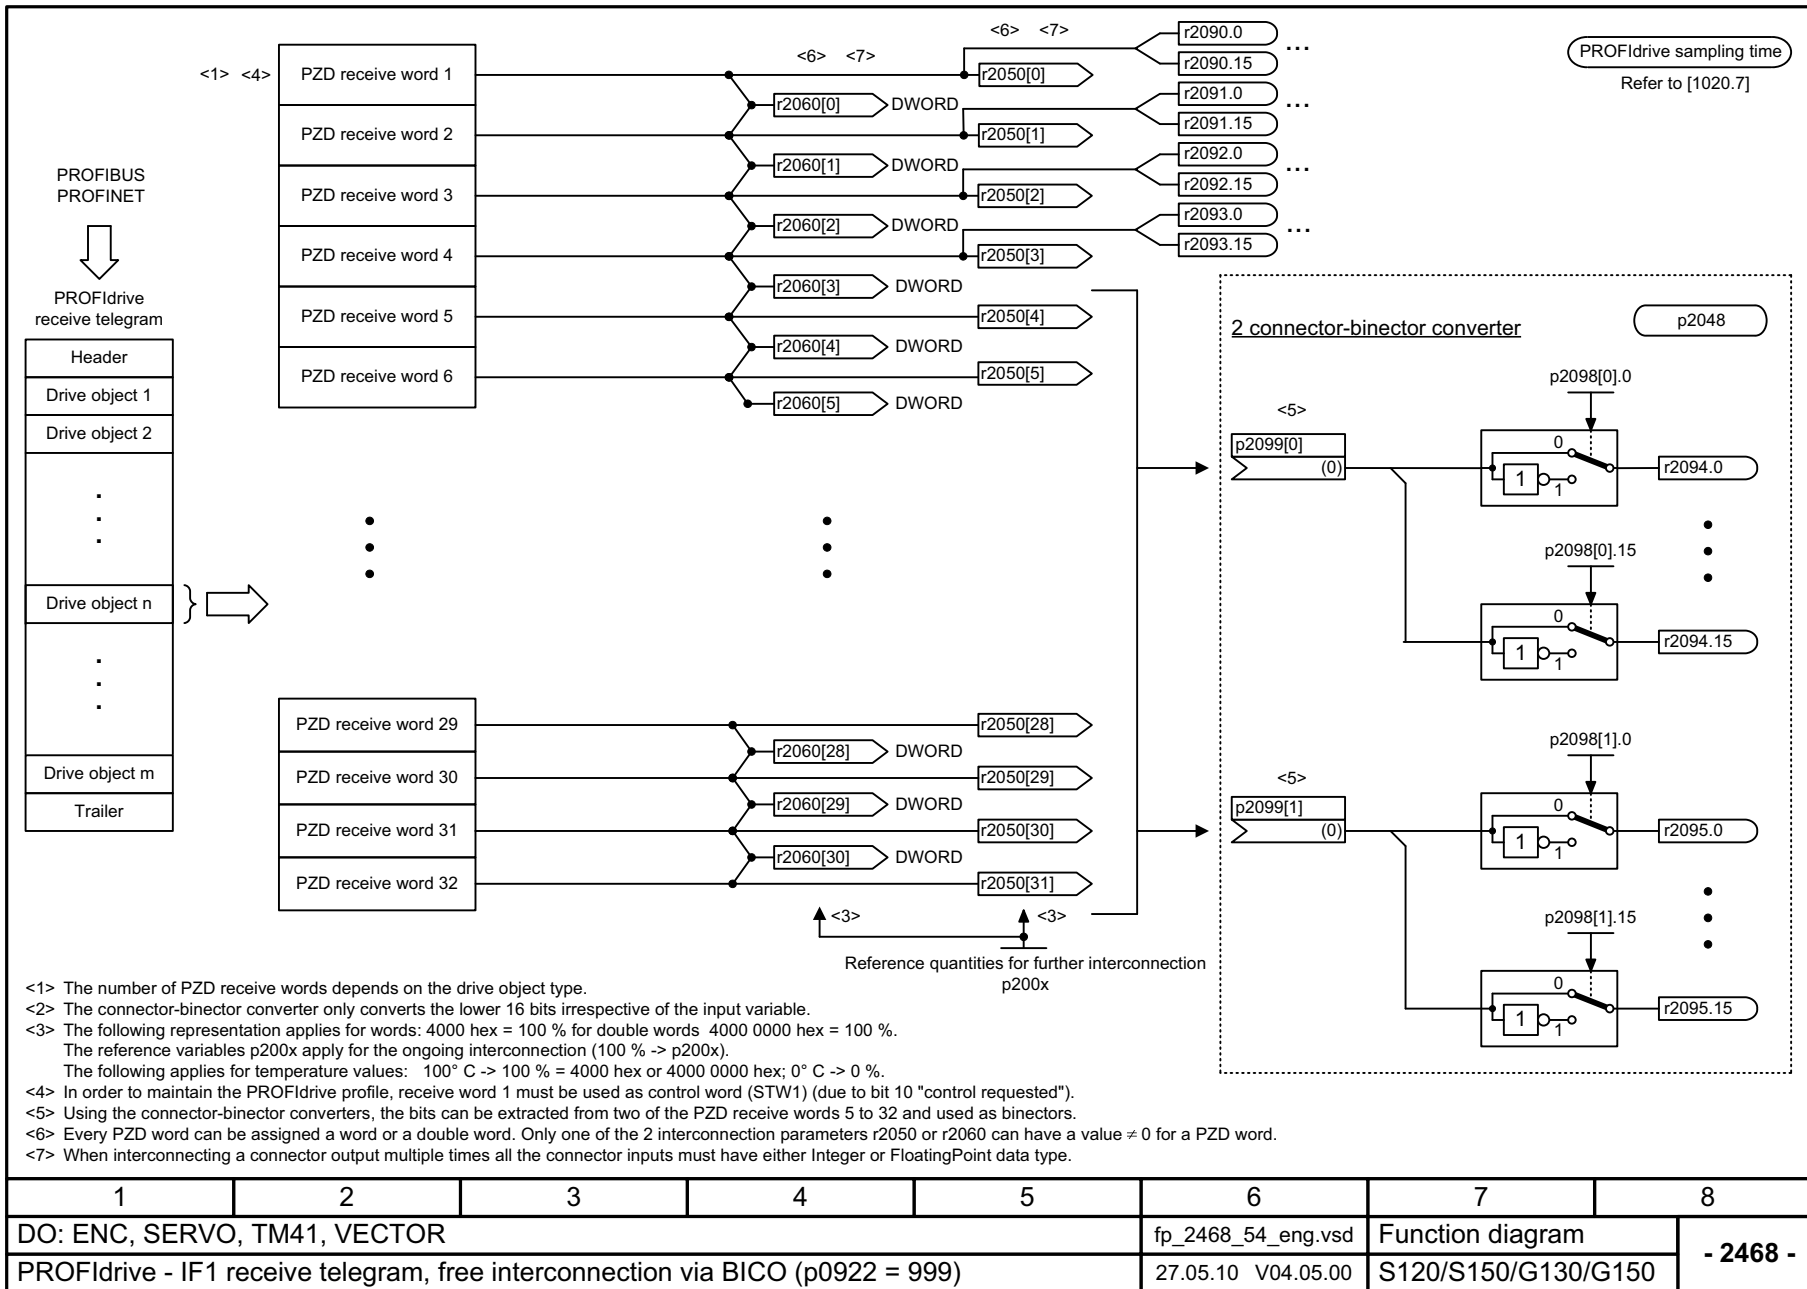 <6> <7>
r2090.0
...
r2090.15
PROFIdrive sampling time
Refer to [1020.7]
<1> <4>
PZD receive word 1
<6> <7>
r2050[0]
r2060[0] DWORD
r2091.0
...
r2091.15
PZD receive word 2
r2050[1]
r2060[1] DWORD
r2092.0
...
r2092.15
PZD receive word 3
r2050[2]
r2060[2] DWORD
r2093.0
...
r2093.15
PZD receive word 4
r2050[3]
r2060[3] DWORD
PZD receive word 5
r2050[4]
r2060[4] DWORD
PZD receive word 6
r2050[5]
r2060[5] DWORD
PROFIBUS
PROFINET
PROFIdrive
receive telegram
Header
Drive object 1
Drive object 2
Drive object n
Drive object m
Trailer
PZD receive word 29
r2050[28]
r2060[28] DWORD
PZD receive word 30
r2050[29]
r2060[29] DWORD
PZD receive word 31
r2050[30]
r2060[30] DWORD
PZD receive word 32
r2050[31]
<3>
<3>
Reference quantities for further interconnection
p200x
2 connector-binector converter
p2048
p2098[0].0
<5>
p2099[0]
(0)
0
1
1
r2094.0
p2098[0].15
0
1
1
r2094.15
p2098[1].0
<5>
p2099[1]
(0)
0
1
1
r2095.0
p2098[1].15
0
1
1
r2095.15
<1> The number of PZD receive words depends on the drive object type.
<2> The connector-binector converter only converts the lower 16 bits irrespective of the input variable.
<3> The following representation applies for words: 4000 hex = 100 % for double words 4000 0000 hex = 100 %.
The reference variables p200x apply for the ongoing interconnection (100 % -> p200x).
The following applies for temperature values: 100° C -> 100 % = 4000 hex or 4000 0000 hex; 0° C -> 0 %.
<4> In order to maintain the PROFIdrive profile, receive word 1 must be used as control word (STW1) (due to bit 10 "control requested").
<5> Using the connector-binector converters, the bits can be extracted from two of the PZD receive words 5 to 32 and used as binectors.
<6> Every PZD word can be assigned a word or a double word. Only one of the 2 interconnection parameters r2050 or r2060 can have a value ≠ 0 for a PZD word.
<7> When interconnecting a connector output multiple times all the connector inputs must have either Integer or FloatingPoint data type.
1 2 3 4 5 6 7 8
DO: ENC, SERVO, TM41, VECTOR
fp_2468_54_eng.vsd
Function diagram
- 2468 -
PROFIdrive - IF1 receive telegram, free interconnection via BICO (p0922 = 999)
27.05.10 V04.05.00
S120/S150/G130/G150